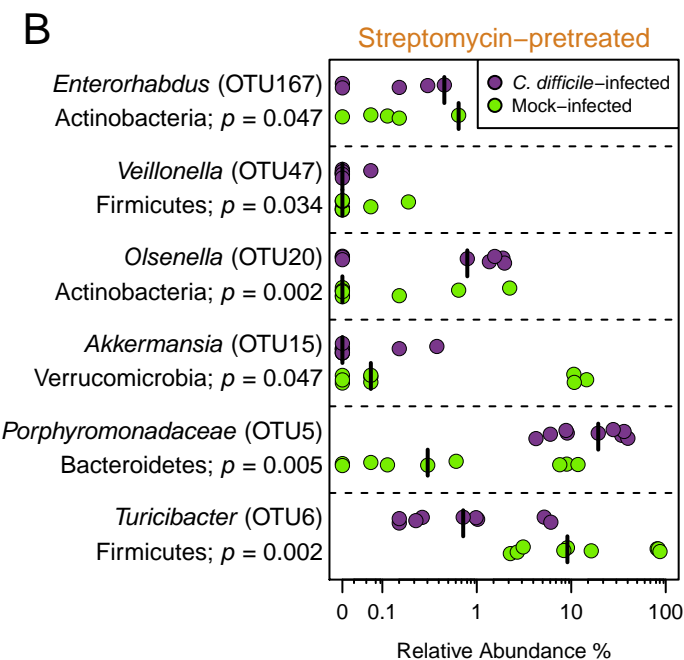 B
Streptomycin−pretreated
Enterorhabdus (OTU167)
Actinobacteria; p = 0.047
C. difficile−infected
Mock−infected
Veillonella (OTU47)
Firmicutes; p = 0.034
Olsenella (OTU20)
Actinobacteria; p = 0.002
Akkermansia (OTU15)
Verrucomicrobia; p = 0.047
Porphyromonadaceae (OTU5)
Bacteroidetes; p = 0.005
Turicibacter (OTU6)
Firmicutes; p = 0.002
0 0.1 1 10 100
Relative Abundance %